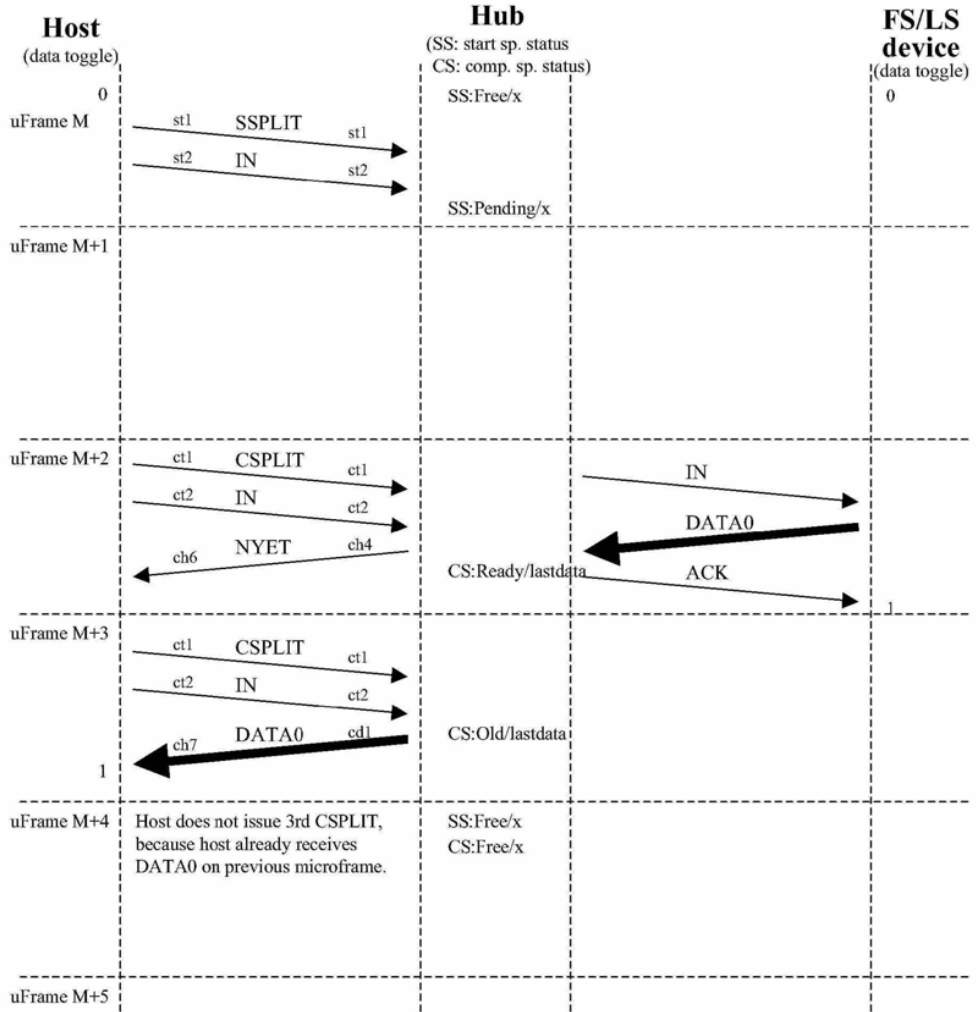 Host
(data toggle)
Hub
(SS: start sp. status
CS: comp. sp. status)
FS/LS
device
(data toggle)
0
SS:Free/x
0
uFrame M
st1 SSPLIT st1
st2 IN st2
SS:Pending/x
uFrame M+1
uFrame M+2
ct1 CSPLIT ct1
IN
ct2 IN ct2
DATA0
ch6 NYET ch4
CS:Ready/lastdata
ACK
1
uFrame M+3
ct1 CSPLIT ct1
ct2 IN ct2
ch7 DATA0 cd1
CS:Old/lastdata
1
uFrame M+4
Host does not issue 3rd CSPLIT,
because host already receives
DATA0 on previous microframe.
SS:Free/x
CS:Free/x
uFrame M+5